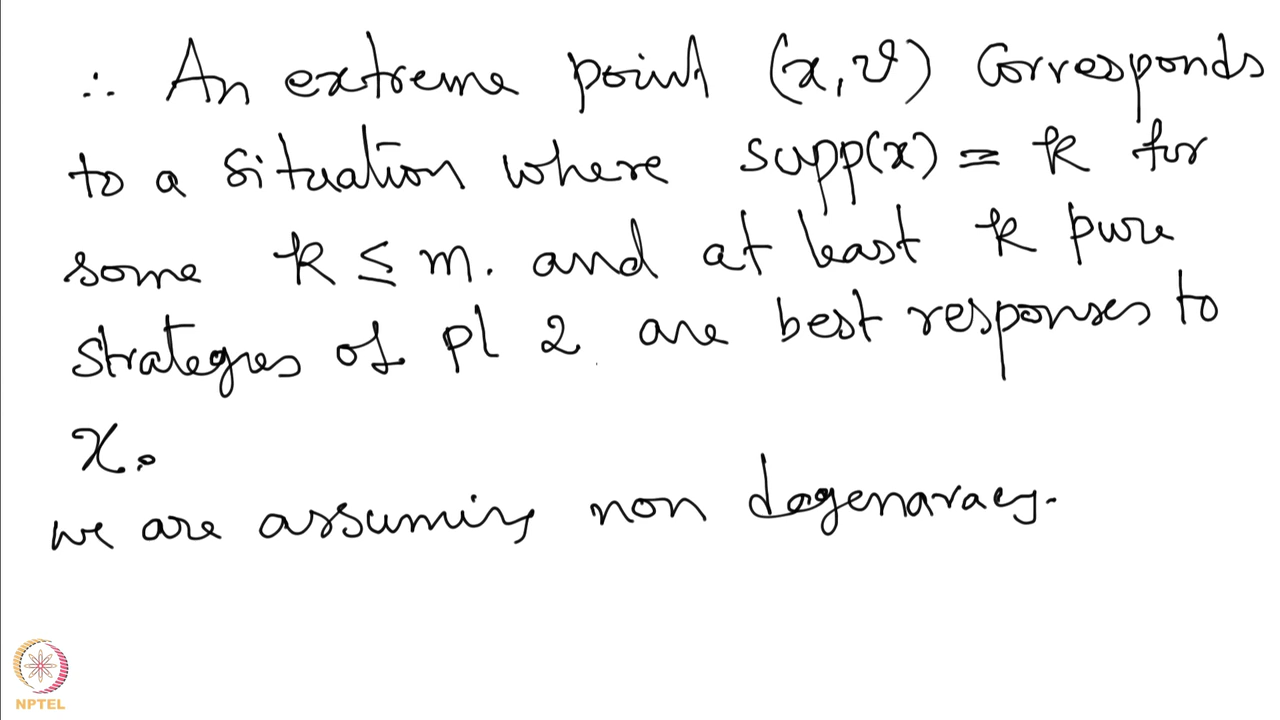 ∴ An extreme point (x, v) Corresponds
to a situation where supp(x) = k for
some k ≤ m. and at least k pure
strategies of pl 2 are best responses to
x.
we are assuming non degenaracy.
NPTEL